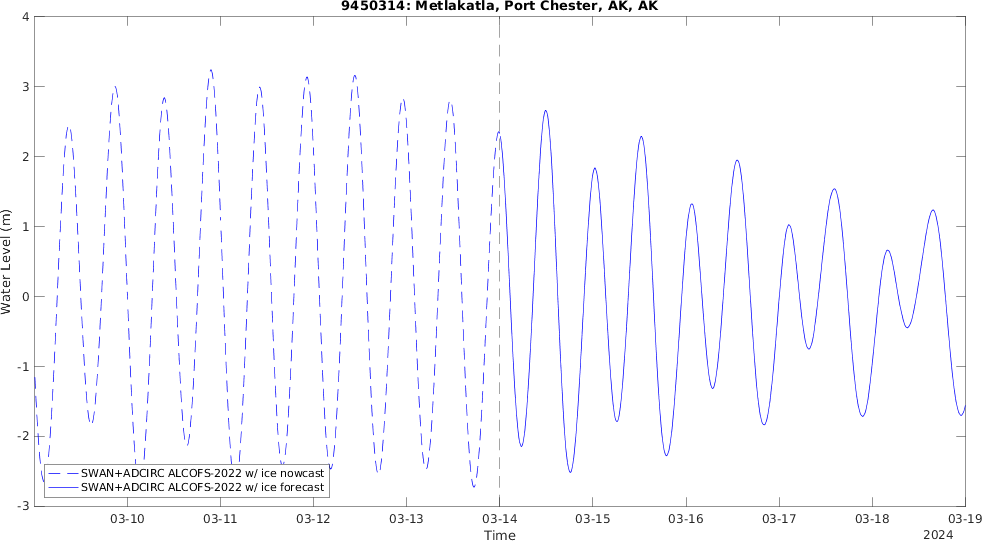 9450314: Metlakatla, Port Chester, AK, AK
4
3
2
1
0
-1
-2
-3
Water Level (m)
SWAN+ADCIRC ALCOFS-2022 w/ ice nowcast
SWAN+ADCIRC ALCOFS-2022 w/ ice forecast
03-10 03-11 03-12 03-13 03-14 03-15 03-16 03-17 03-18 03-19
Time
2024